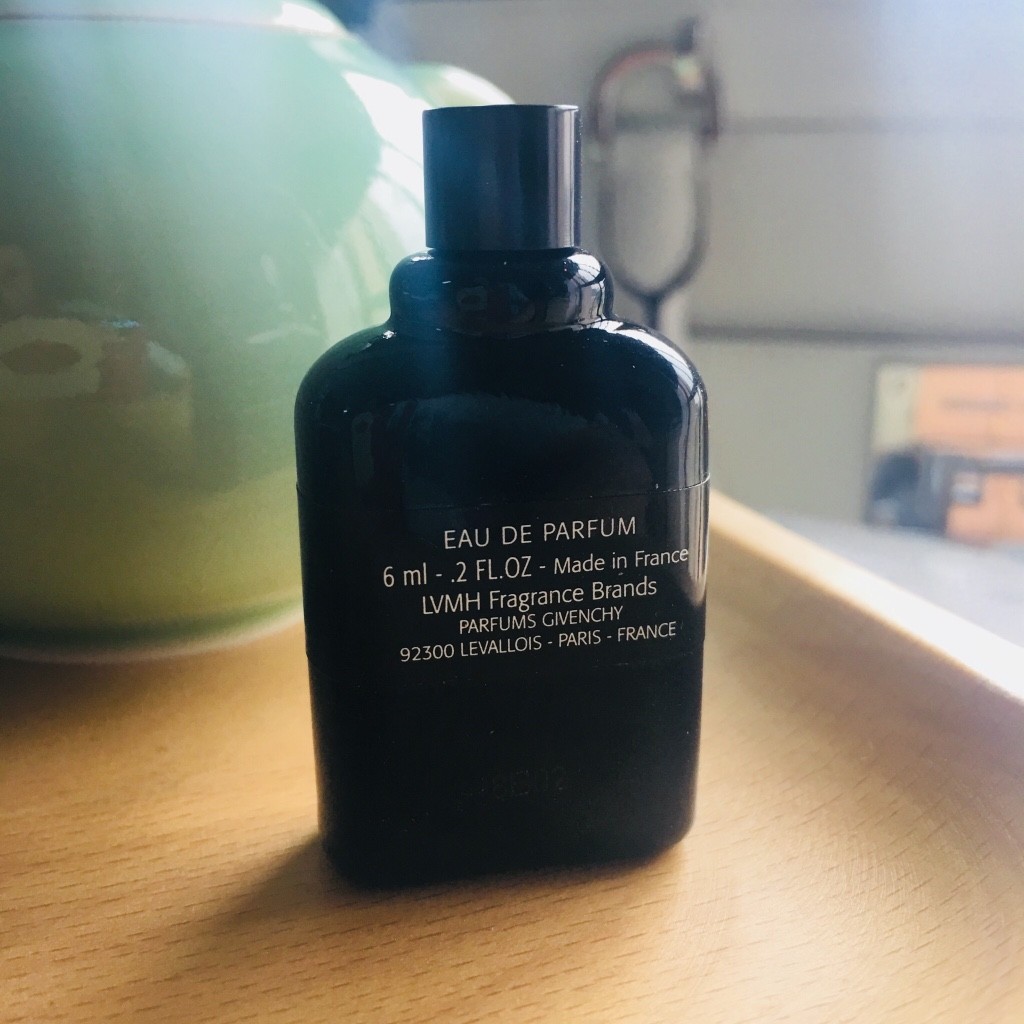 EAU DE PARFUM
6 ml - .2 FL.OZ - Made in France
LVMH Fragrance Brands
PARFUMS GIVENCHY
92300 LEVALLOIS - PARIS - FRANCE